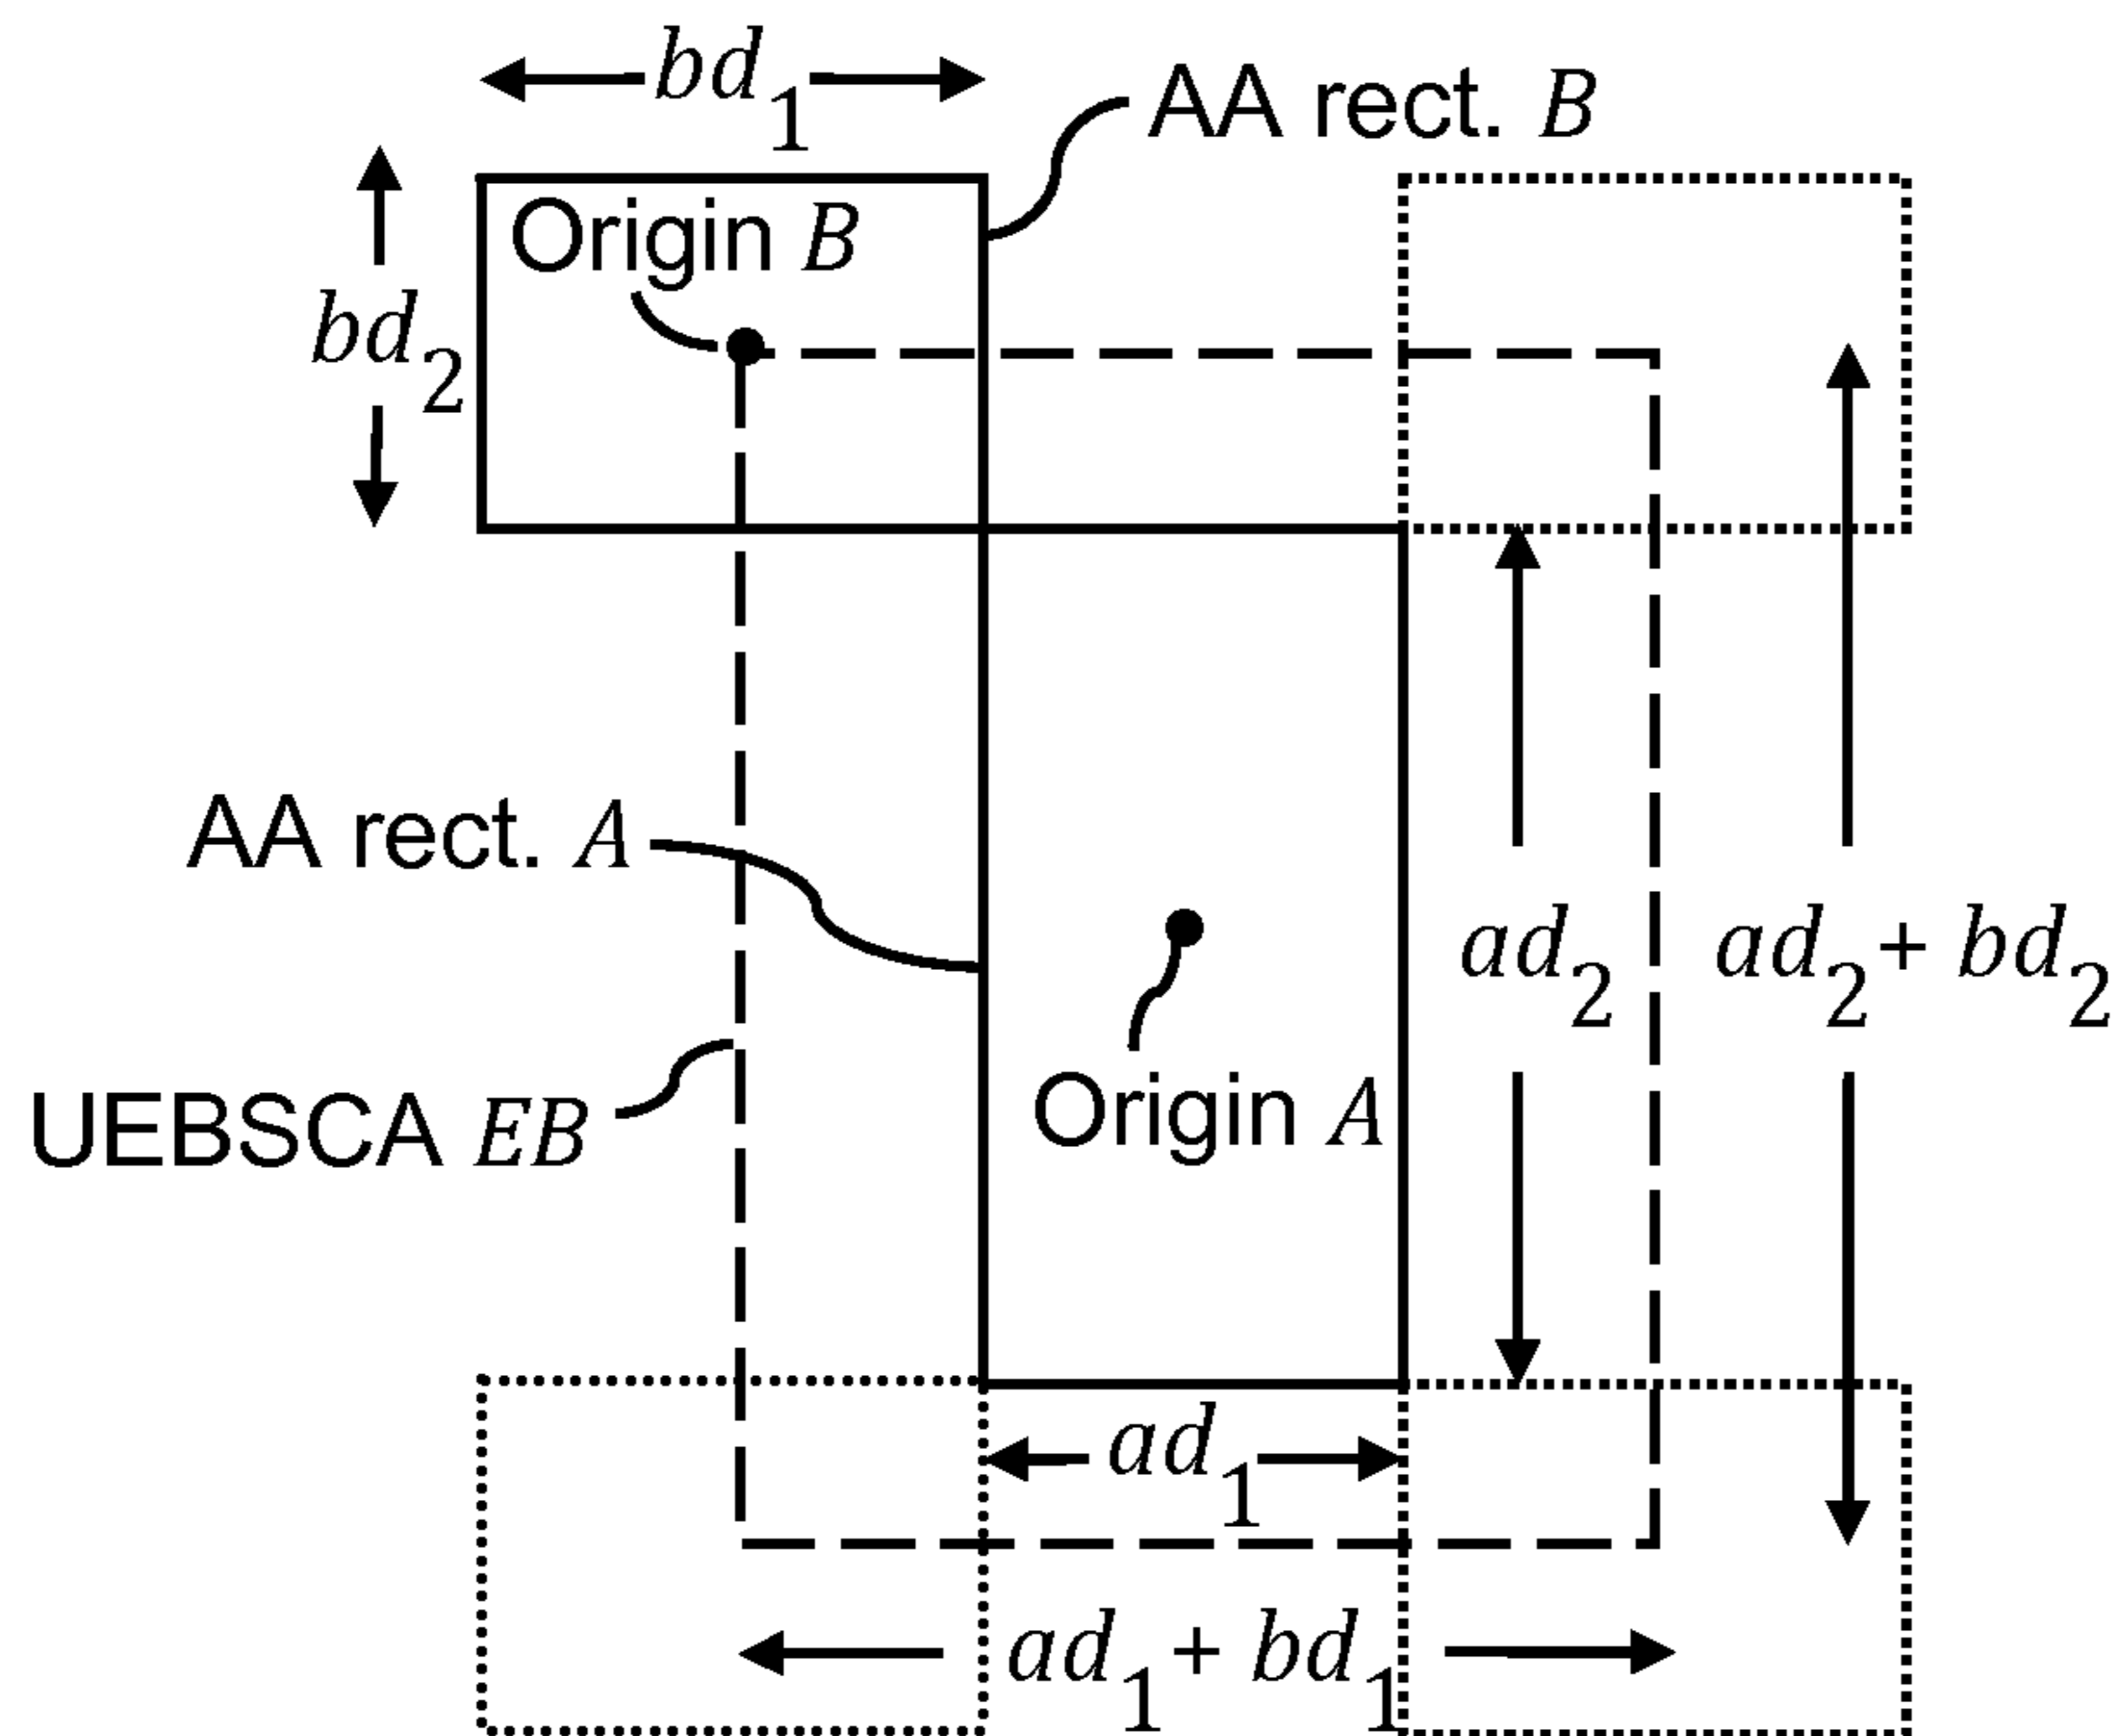 bd₁
AA rect. B
Origin B
bd₂
AA rect. A
ad₂
ad₂ + bd₂
UEBSCA EB
Origin A
ad₁
ad₁ + bd₁